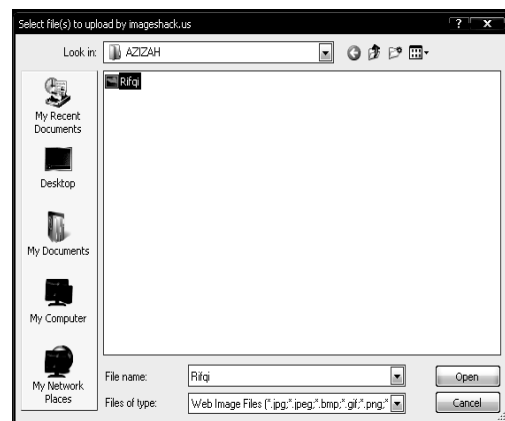 Select file(s) to upload by imageshack.us
Look in:
AZIZAH
Rifqi
My Recent
Documents
Desktop
My Documents
My Computer
My Network
Places
File name:
Rifqi
Open
Files of type:
Web Image Files (*.jpg;*.jpeg;*.bmp;*.gif;*.png;*
Cancel